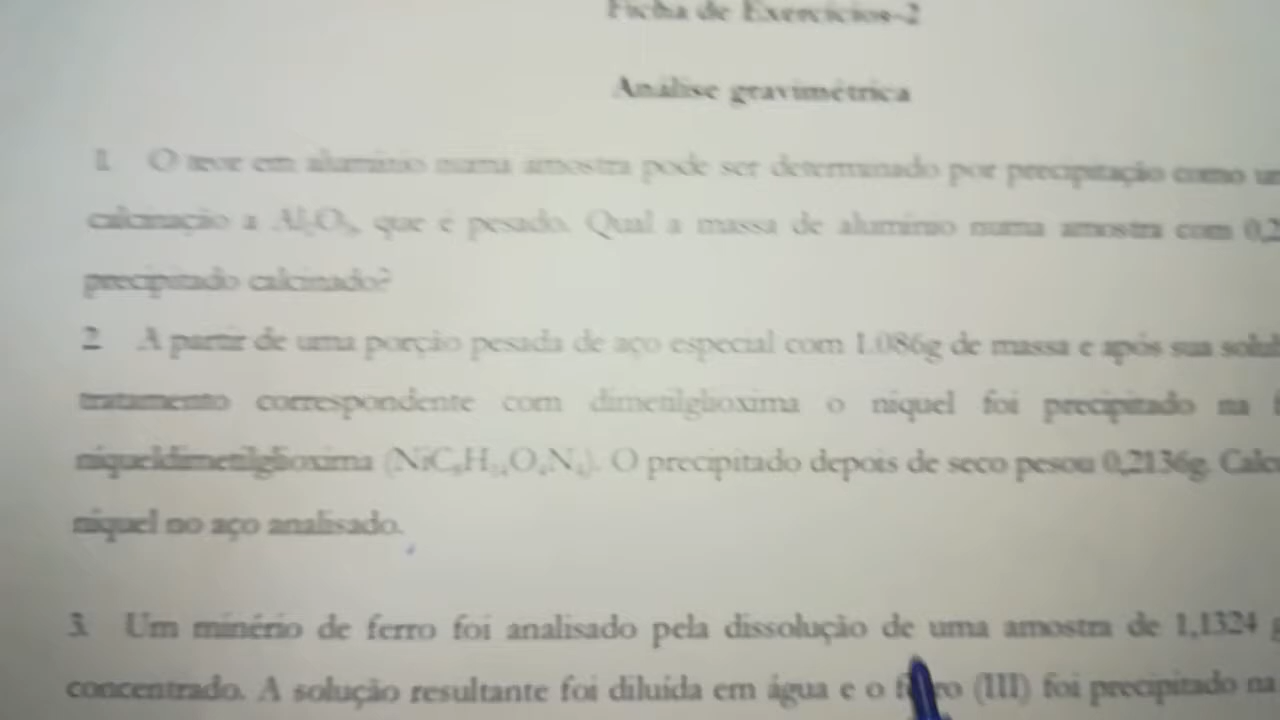 Ficha de Exercícios-2
Análise gravimétrica
1. O teor em alumínio numa amostra pode ser determinado por precipitação como
calcinação a Al₂O₃, que é pesado. Qual a massa de alumínio numa amostra com 0,2
precipitado calcinado?
2 A partir de uma porção pesada de aço especial com 1.086g de massa e após sua
tratamento correspondente com dimetilglioxima o níquel foi precipitado na
niqueldimetilglioxima (NiC₈H₁₄O₄N₄). O precipitado depois de seco pesou 0,2136g.
níquel no aço analisado.
3. Um minério de ferro foi analisado pela dissolução de uma amostra de 1,1324
concentrado. A solução resultante foi diluída em água e o ferro (III) foi precipitado na